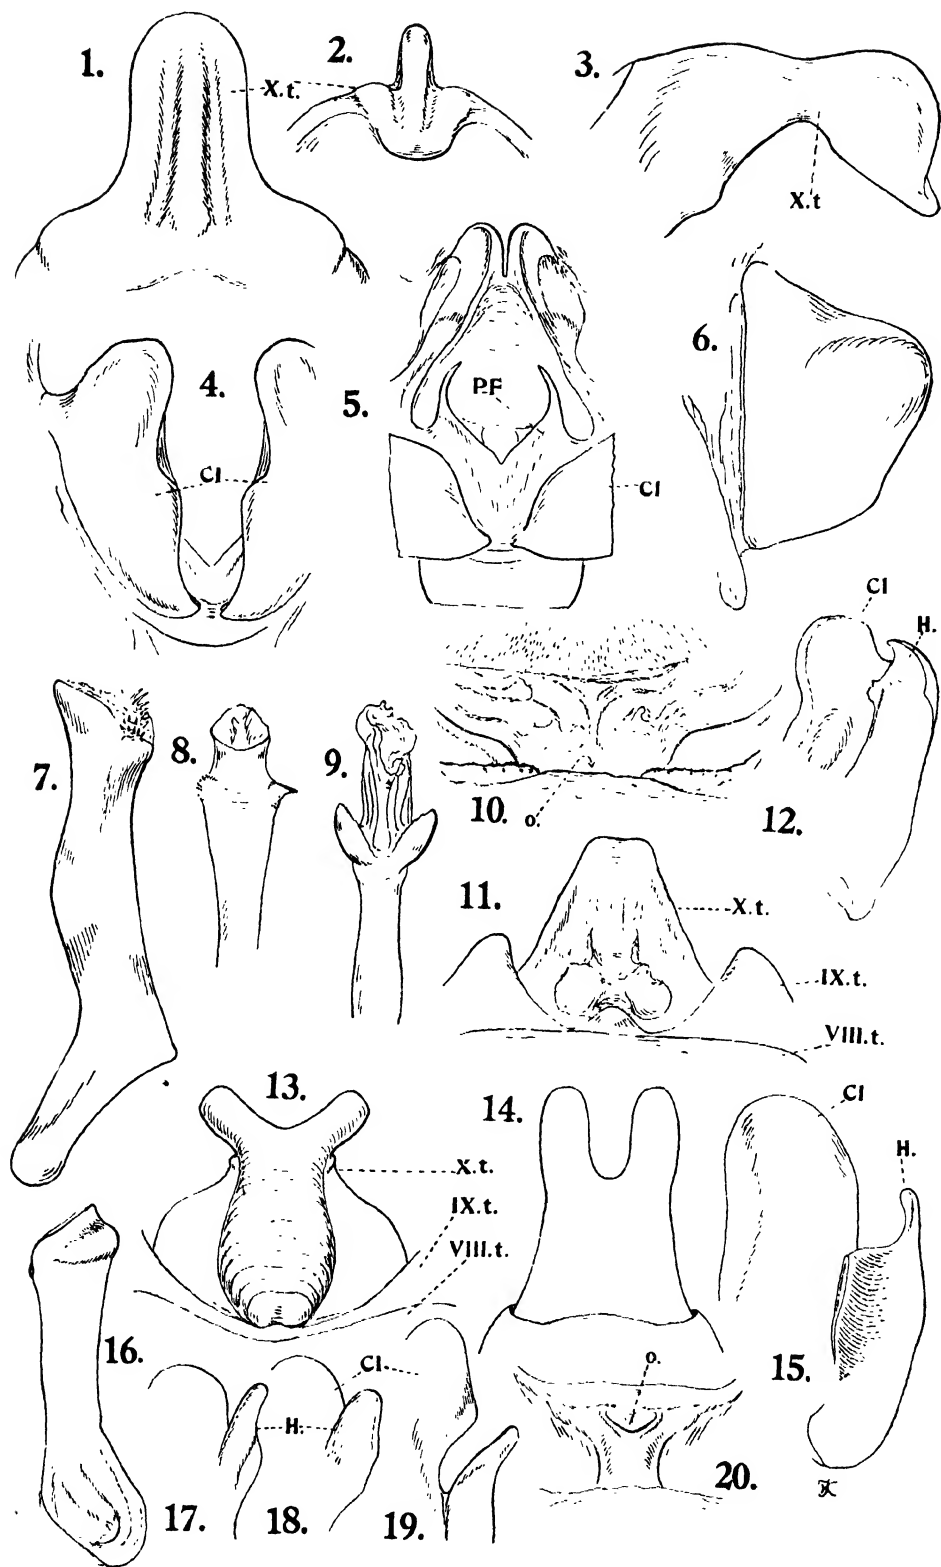 1.
X.t.
2.
3.
X.t
4.
Cl
5.
P.F
Cl
6.
Cl
H.
7.
8.
9.
10.
o.
12.
11.
X.t.
IX.t.
VIII.t.
13.
X.t.
IX.t.
VIII.t.
14.
Cl
H.
15.
16.
Cl
H.
17.
18.
19.
o.
20.